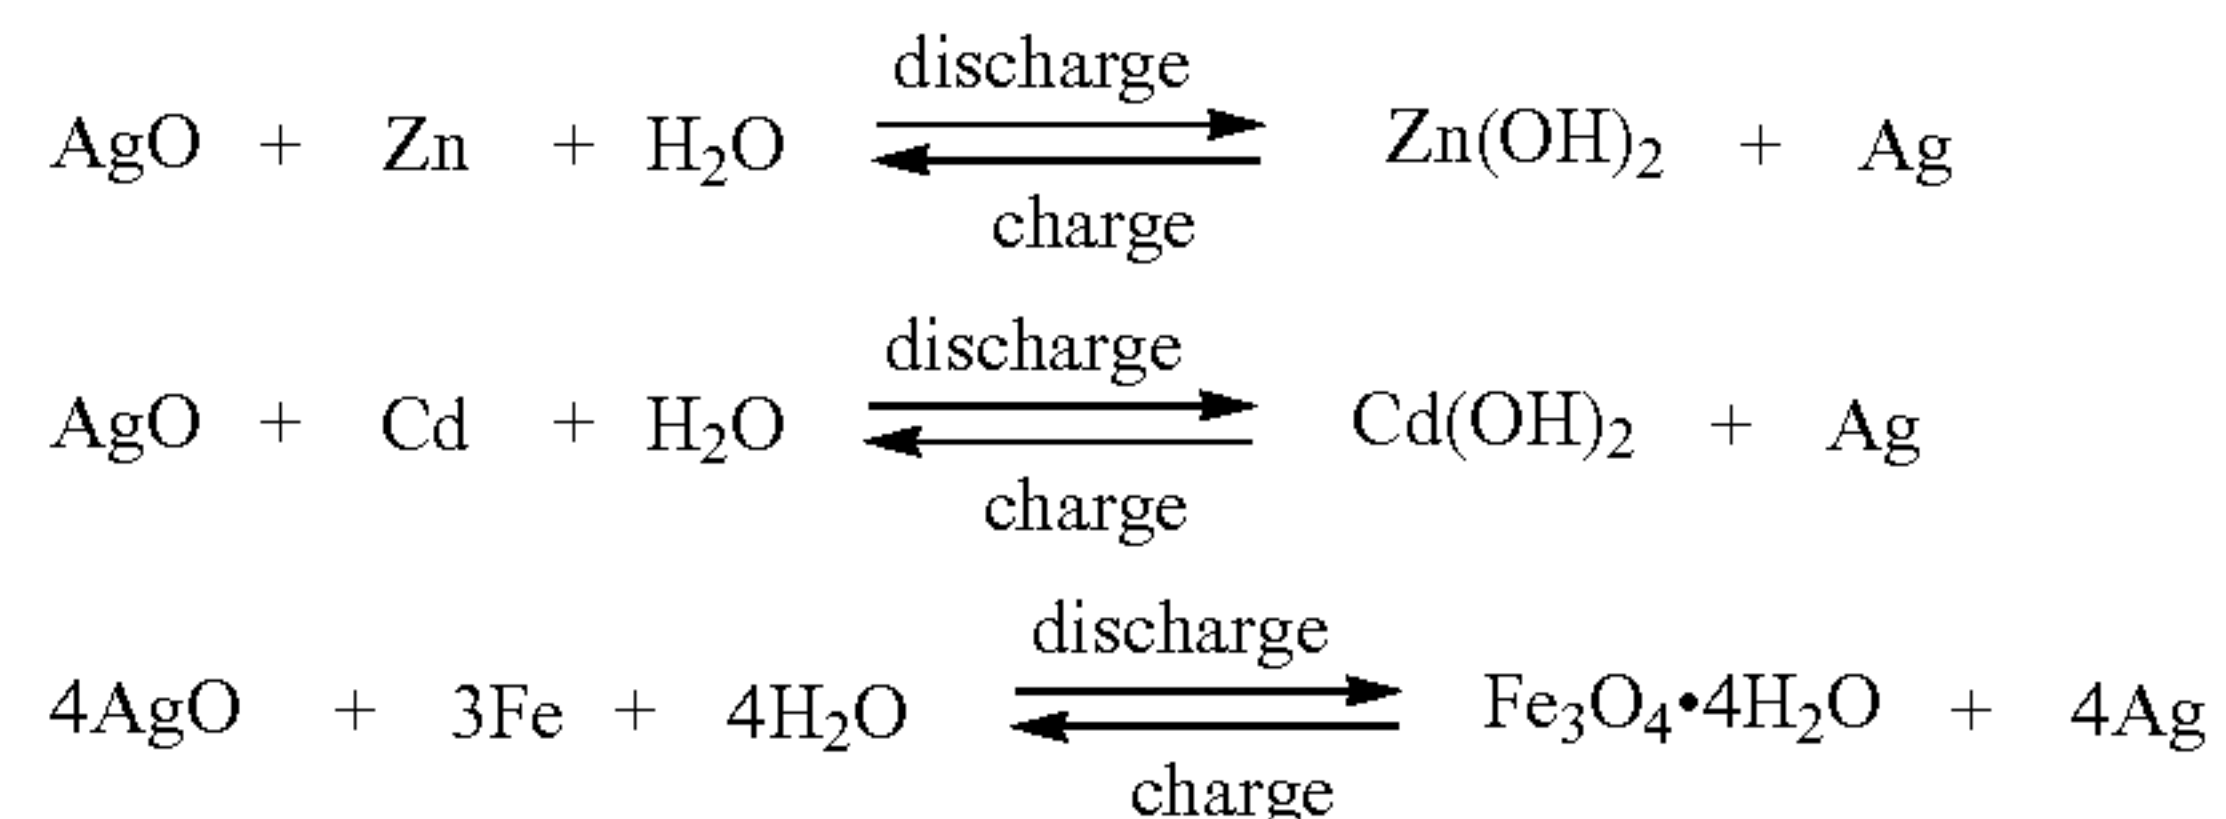 discharge
AgO + Zn + H₂O ⇌ Zn(OH)₂ + Ag
charge
discharge
AgO + Cd + H₂O ⇌ Cd(OH)₂ + Ag
charge
discharge
4AgO + 3Fe + 4H₂O ⇌ Fe₃O₄•4H₂O + 4Ag
charge